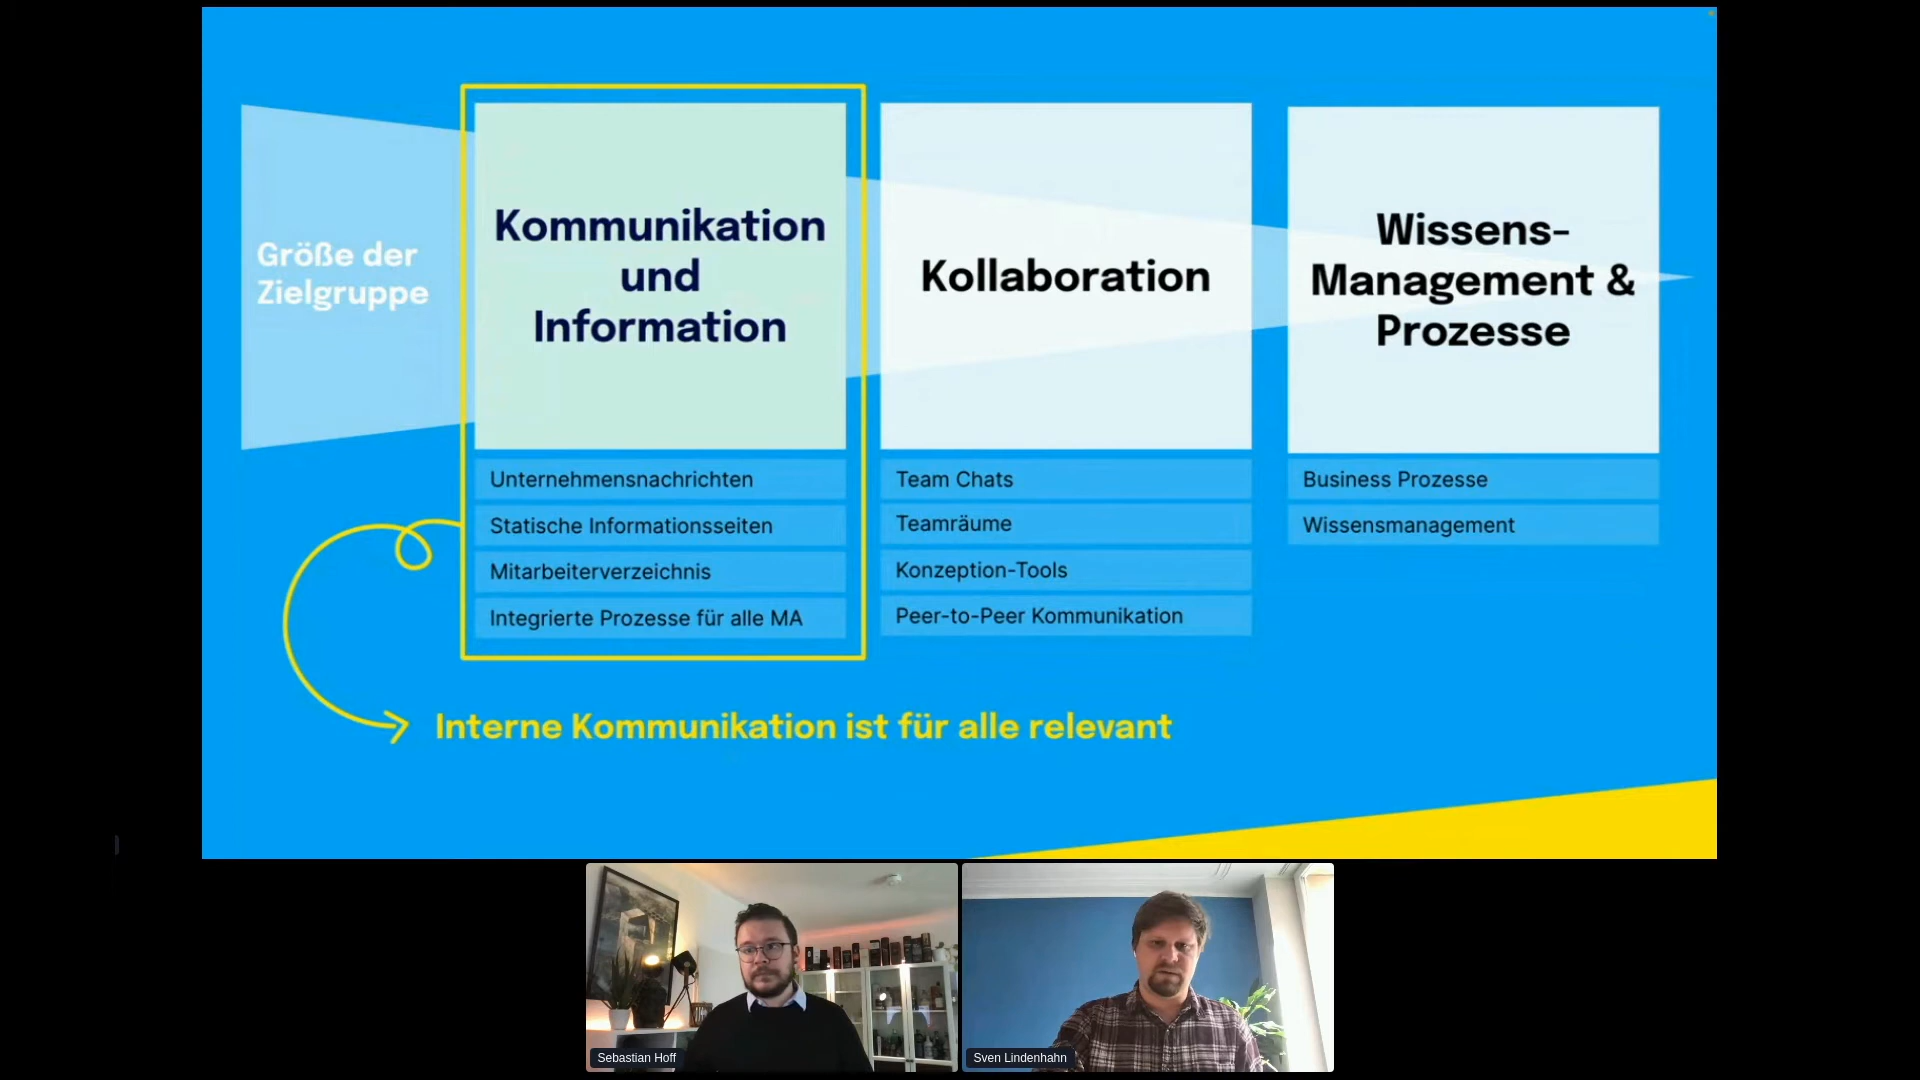 Größe der
Zielgruppe
Kommunikation
und
Information
Unternehmensnachrichten
Statische Informationsseiten
Mitarbeiterverzeichnis
Integrierte Prozesse für alle MA
Kollaboration
Team Chats
Teamräume
Konzeption-Tools
Peer-to-Peer Kommunikation
Wissens-
Management &
Prozesse
Business Prozesse
Wissensmanagement
Interne Kommunikation ist für alle relevant
Sebastian Hoff
Sven Lindenhahn